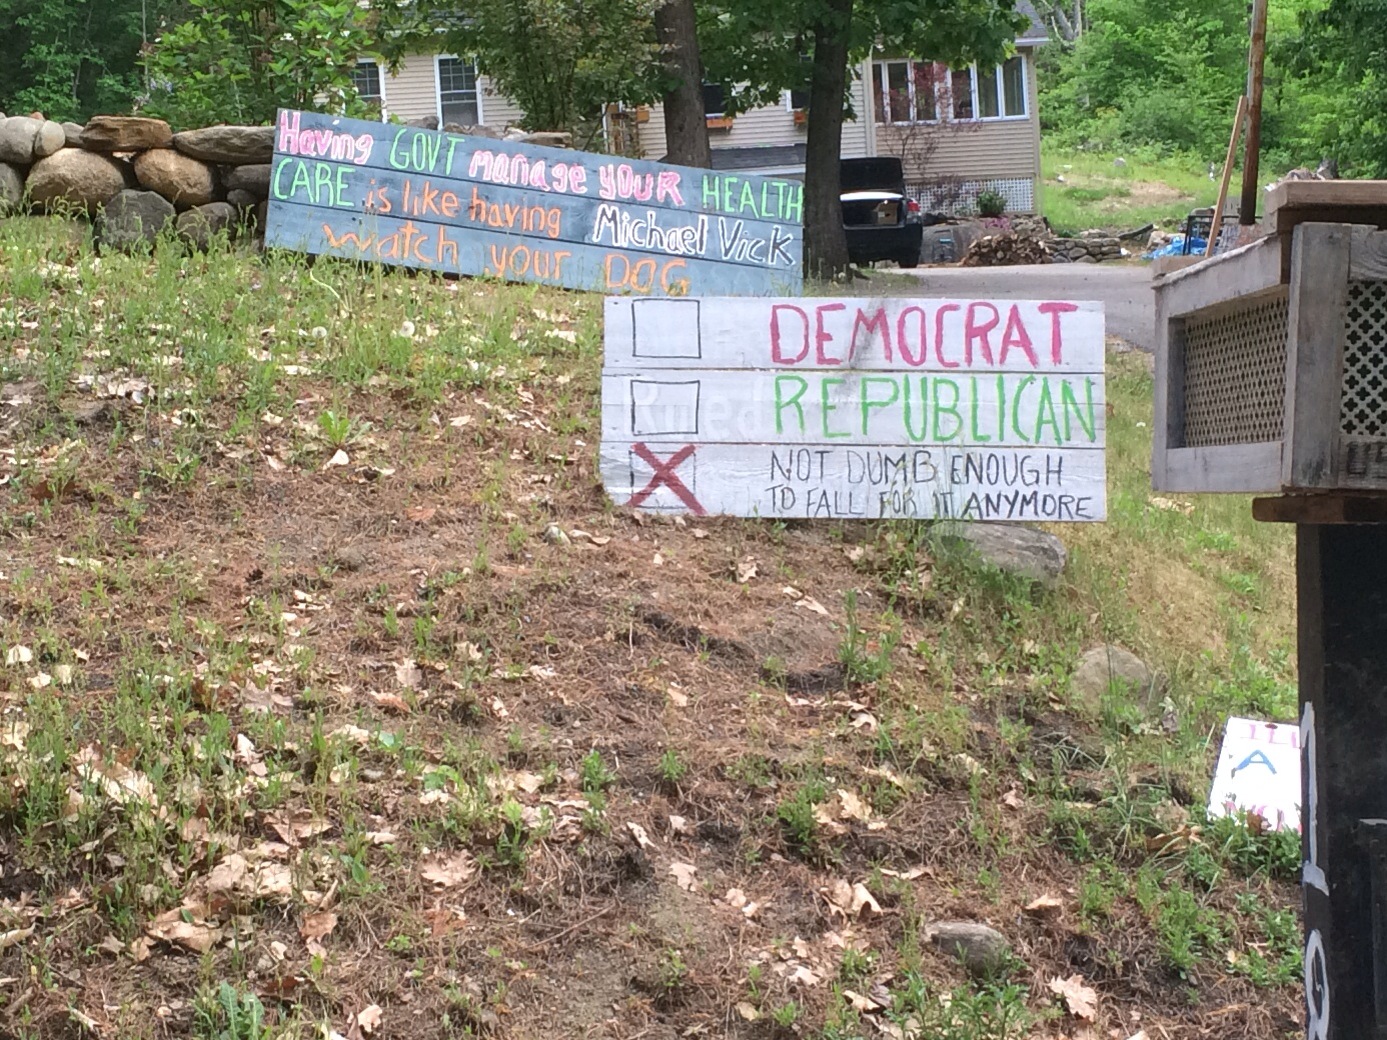 Having GOVT manage YOUR HEALTH
CARE is like having Michael Vick
watch your DOG
DEMOCRAT
REPUBLICAN
NOT DUMB ENOUGH
TO FALL FOR IT ANYMORE
A